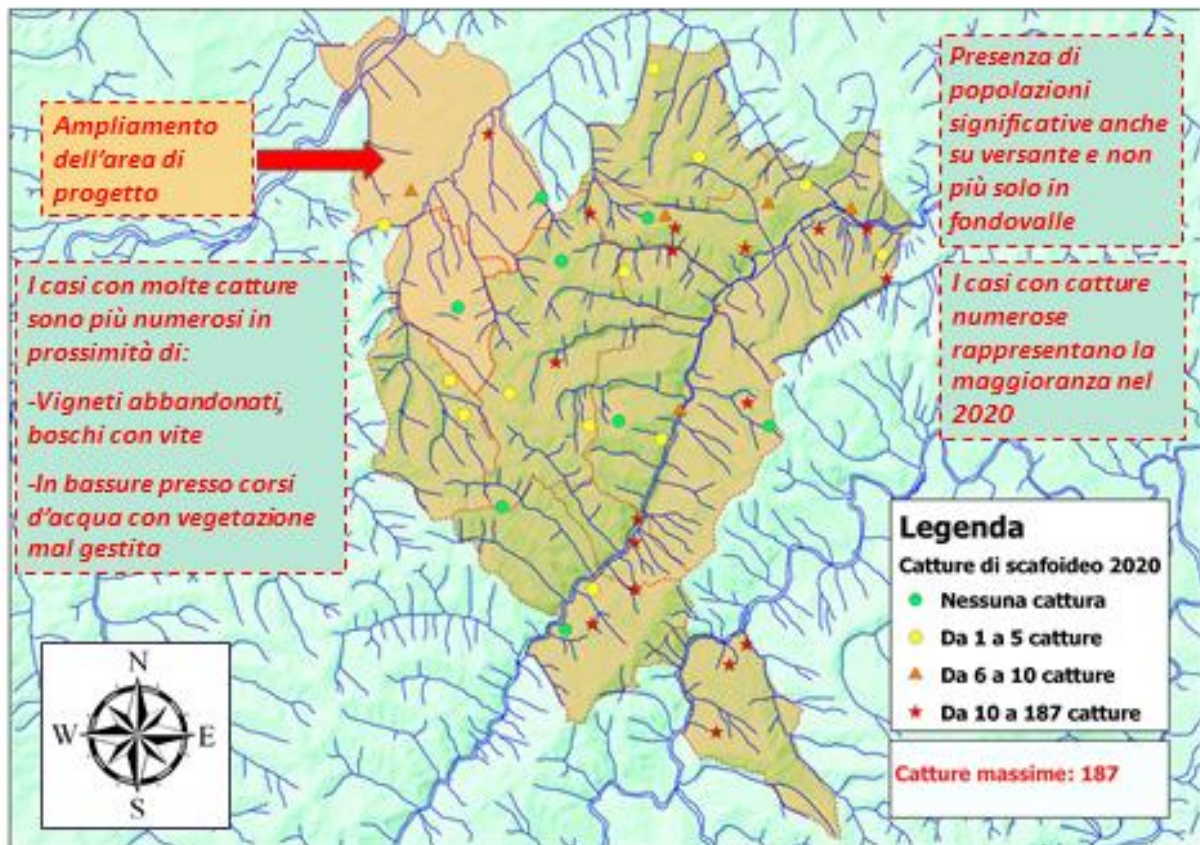 Ampliamento
dell'area di
progetto
Presenza di
popolazioni
significative anche
su versante e non
più solo in
fondovalle
I casi con molte catture
sono più numerosi in
prossimità di:
-Vigneti abbandonati,
boschi con vite
-In bassure presso corsi
d'acqua con vegetazione
mal gestita
I casi con catture
numerose
rappresentano la
maggioranza nel
2020
Legenda
Catture di scafoideo 2020
Nessuna cattura
Da 1 a 5 catture
Da 6 a 10 catture
Da 10 a 187 catture
Catture massime: 187
N
W E
S